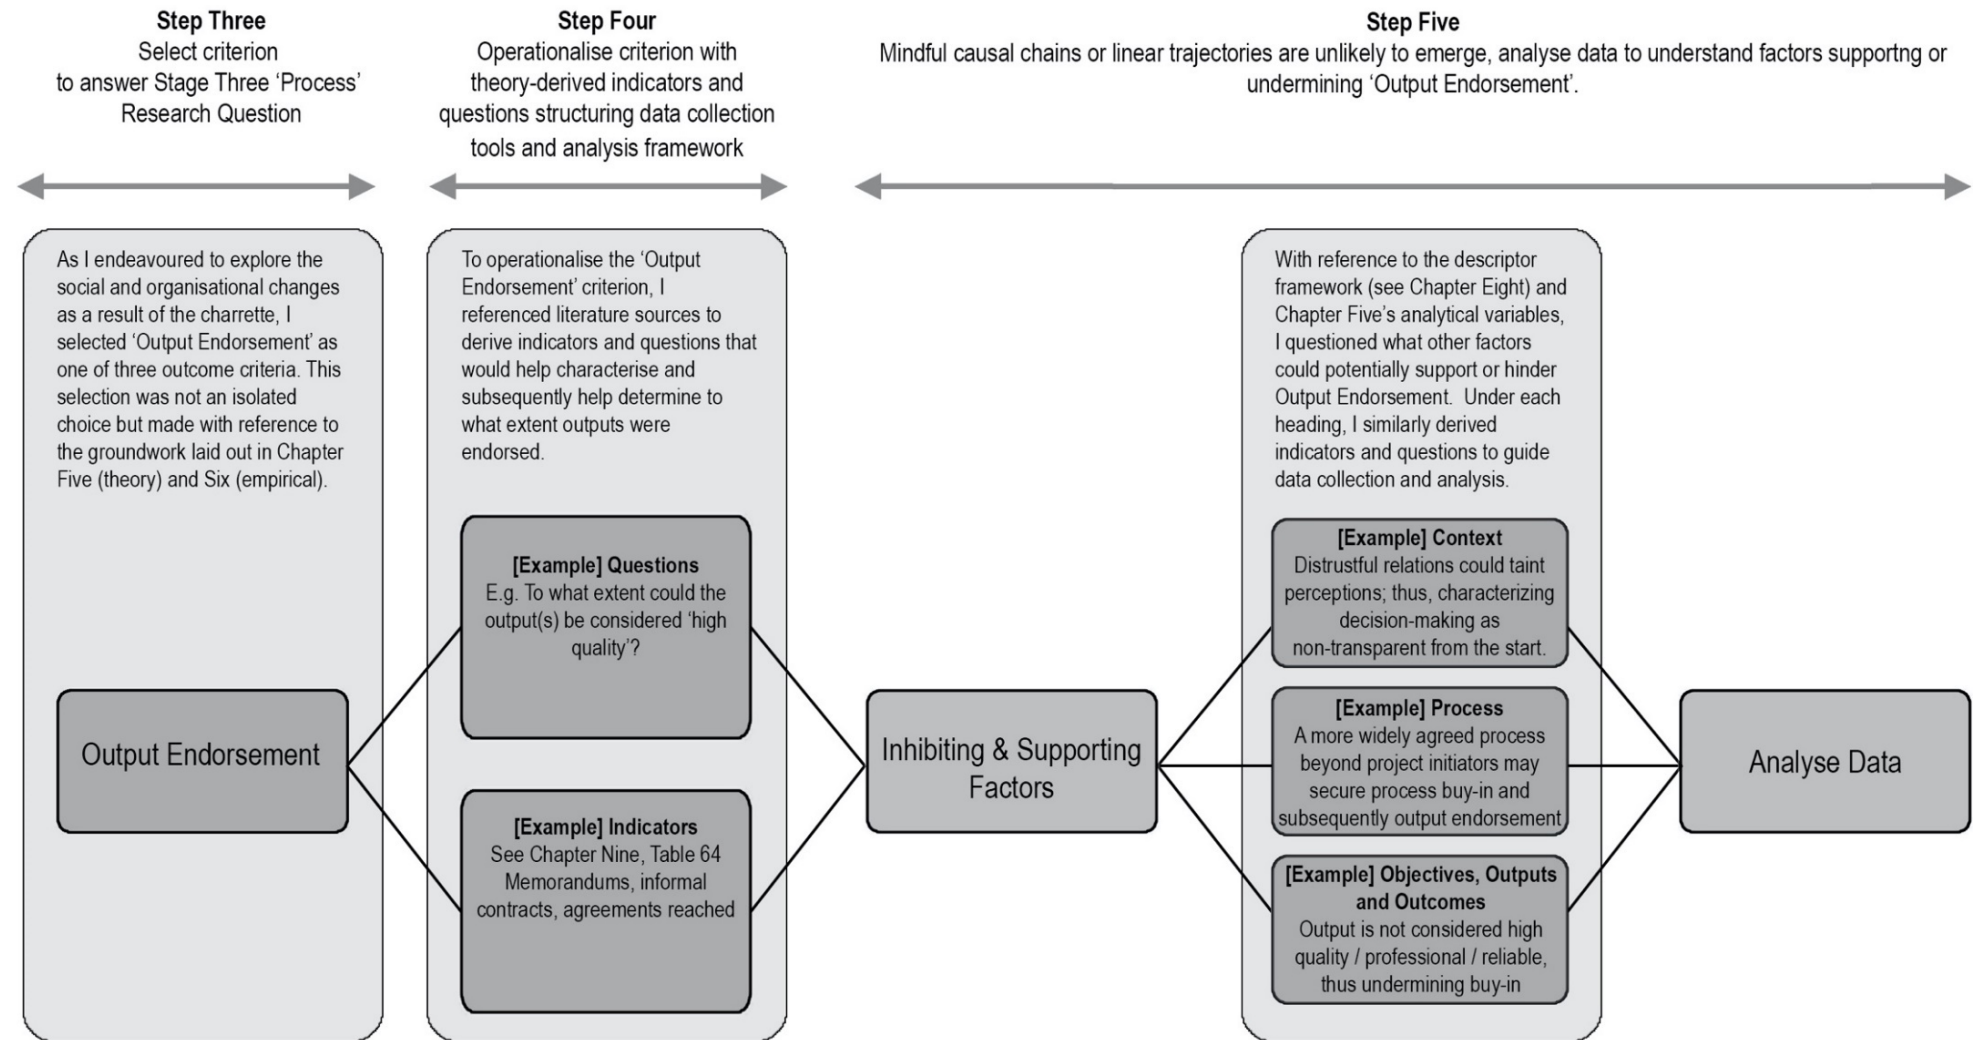 Step Three
Select criterion
to answer Stage Three ‘Process’
Research Question
Step Four
Operationalise criterion with
theory-derived indicators and
questions structuring data collection
tools and analysis framework
Step Five
Mindful causal chains or linear trajectories are unlikely to emerge, analyse data to understand factors supportng or
undermining ‘Output Endorsement’.
As I endeavoured to explore the
social and organisational changes
as a result of the charrette, I
selected ‘Output Endorsement’ as
one of three outcome criteria. This
selection was not an isolated
choice but made with reference to
the groundwork laid out in Chapter
Five (theory) and Six (empirical).
Output Endorsement
To operationalise the ‘Output
Endorsement’ criterion, I
referenced literature sources to
derive indicators and questions that
would help characterise and
subsequently help determine to
what extent outputs were
endorsed.
[Example] Questions
E.g. To what extent could the
output(s) be considered ‘high
quality’?
[Example] Indicators
See Chapter Nine, Table 64
Memorandums, informal
contracts, agreements reached
Inhibiting & Supporting
Factors
With reference to the descriptor
framework (see Chapter Eight) and
Chapter Five’s analytical variables,
I questioned what other factors
could potentially support or hinder
Output Endorsement.  Under each
heading, I similarly derived
indicators and questions to guide
data collection and analysis.
[Example] Context
Distrustful relations could taint
perceptions; thus, characterizing
decision-making as
non-transparent from the start.
[Example] Process
A more widely agreed process
beyond project initiators may
secure process buy-in and
subsequently output endorsement
[Example] Objectives, Outputs
and Outcomes
Output is not considered high
quality / professional / reliable,
thus undermining buy-in
Analyse Data